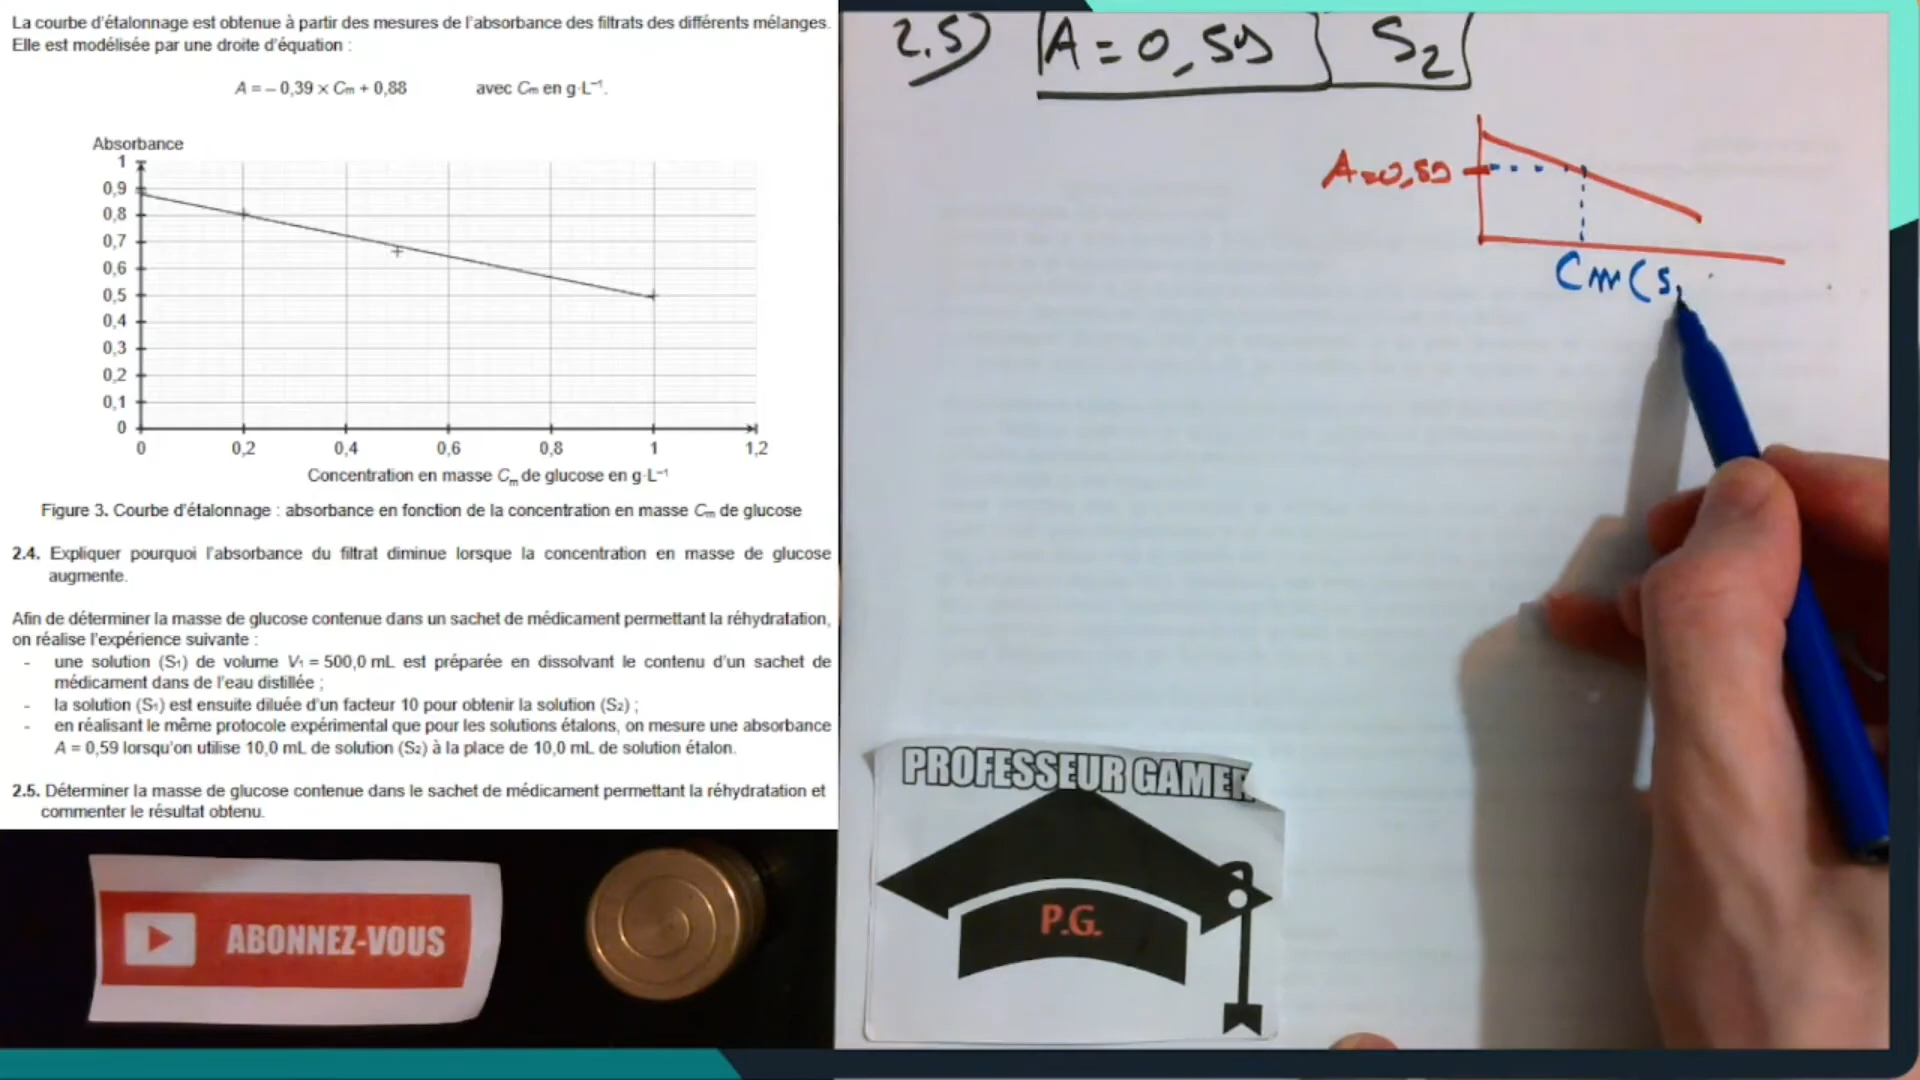 La courbe d'étalonnage est obtenue à partir des mesures de l'absorbance des filtrats des différents mélanges.
Elle est modélisée par une droite d'équation :
A = – 0,39 × Cm + 0,88 avec Cm en g·L⁻¹.
Absorbance
1
0,9
0,8
0,7
0,6
0,5
0,4
0,3
0,2
0,1
0
0 0,2 0,4 0,6 0,8 1 1,2
Concentration en masse Cm de glucose en g·L⁻¹
Figure 3. Courbe d'étalonnage : absorbance en fonction de la concentration en masse Cm de glucose
2.4. Expliquer pourquoi l'absorbance du filtrat diminue lorsque la concentration en masse de glucose
augmente.
Afin de déterminer la masse de glucose contenue dans un sachet de médicament permettant la réhydratation,
on réalise l'expérience suivante :
- une solution (S₁) de volume V₁ = 500,0 mL est préparée en dissolvant le contenu d'un sachet de
médicament dans de l'eau distillée ;
- la solution (S₁) est ensuite diluée d'un facteur 10 pour obtenir la solution (S₂) ;
- en réalisant le même protocole expérimental que pour les solutions étalons, on mesure une absorbance
A = 0,59 lorsqu'on utilise 10,0 mL de solution (S₂) à la place de 10,0 mL de solution étalon.
2.5. Déterminer la masse de glucose contenue dans le sachet de médicament permettant la réhydratation et
commenter le résultat obtenu.
ABONNEZ-VOUS
2.5) A = 0,59 S2
A=0,59
Cm(S
PROFESSEUR GAMER
P.G.